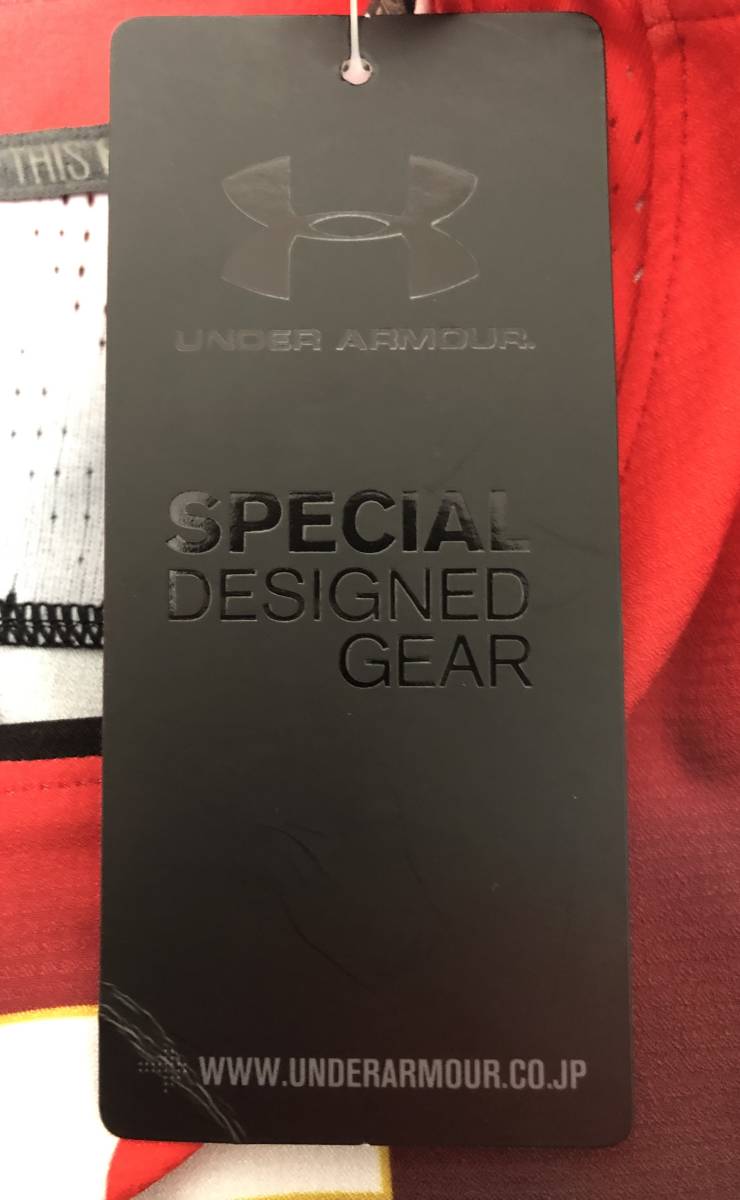 THIS
UNDER ARMOUR.
SPECIAL
DESIGNED
GEAR
WWW.UNDERARMOUR.CO.JP